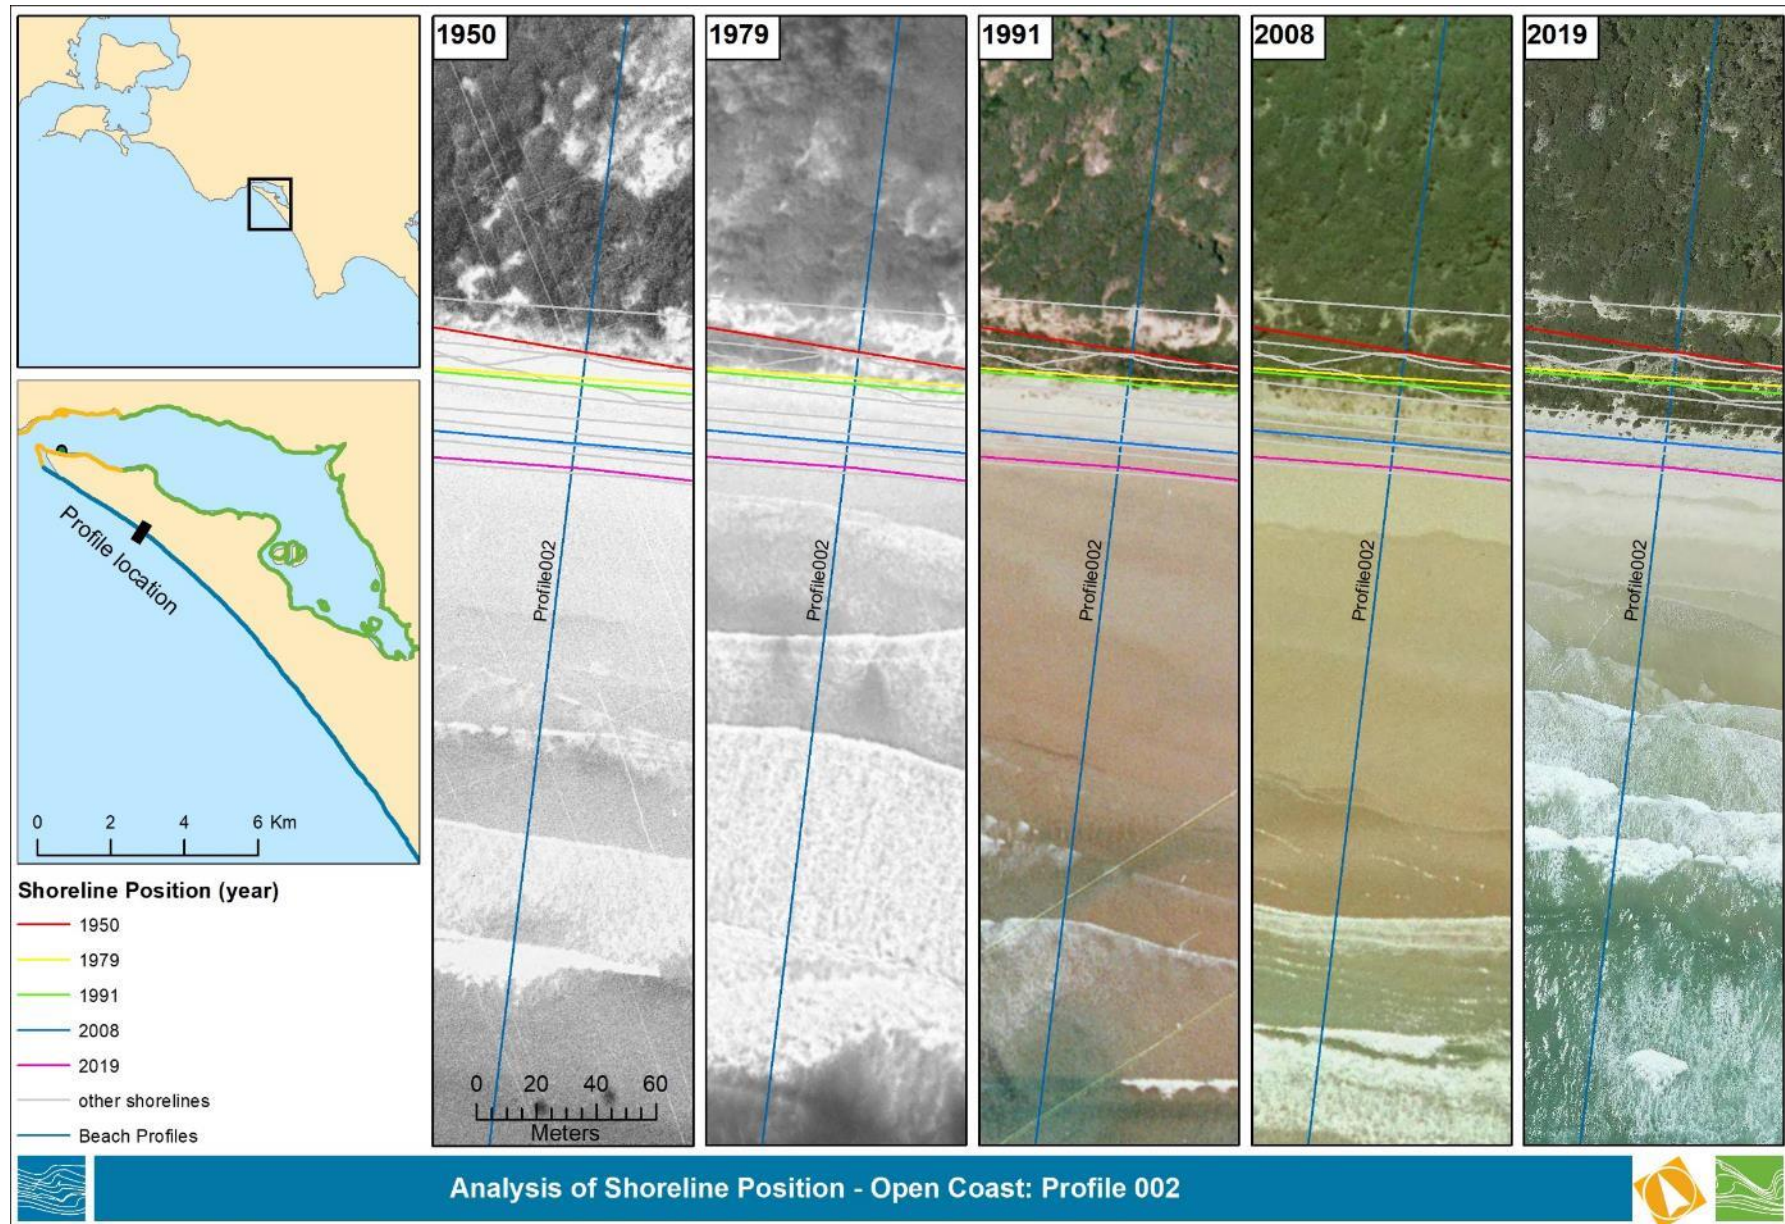 1950
1979
1991
2008
2019
Profile location
0 2 4 6 Km
Profile002
Profile002
Profile002
Profile002
Profile002
0 20 40 60
Meters
Shoreline Position (year)
1950
1979
1991
2008
2019
other shorelines
Beach Profiles
Analysis of Shoreline Position - Open Coast: Profile 002